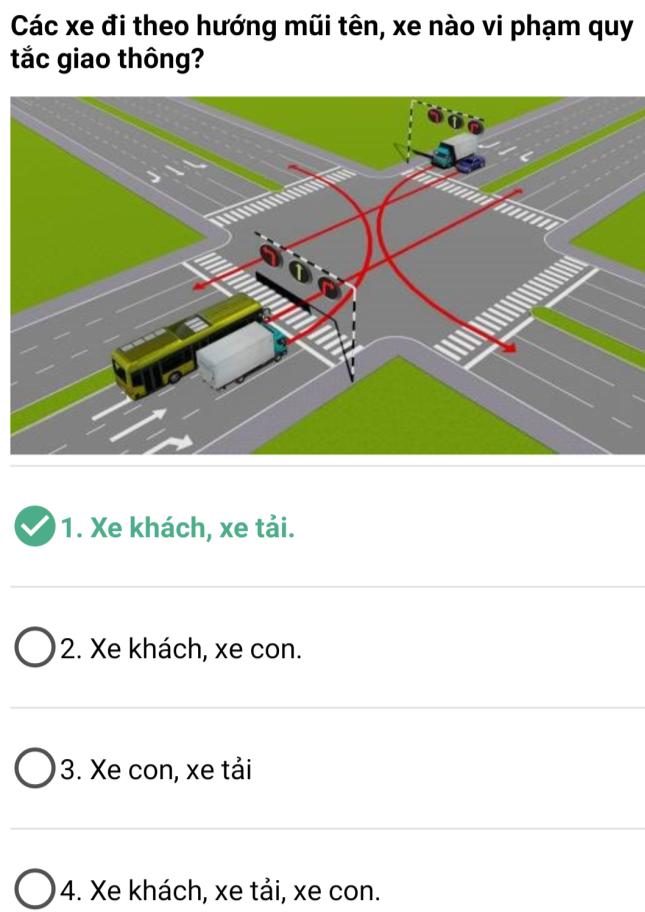 Các xe đi theo hướng mũi tên, xe nào vi phạm quy
tắc giao thông?
1. Xe khách, xe tải.
2. Xe khách, xe con.
3. Xe con, xe tải
4. Xe khách, xe tải, xe con.